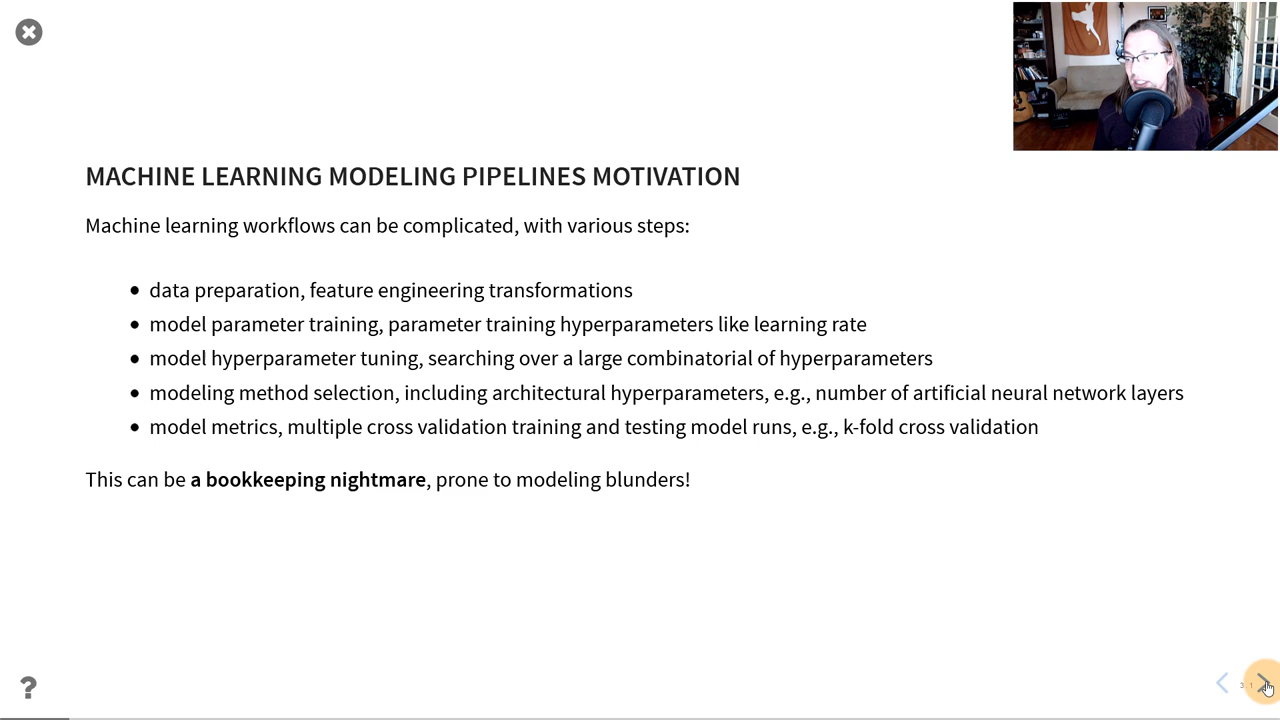 MACHINE LEARNING MODELING PIPELINES MOTIVATION
Machine learning workflows can be complicated, with various steps:
data preparation, feature engineering transformations
model parameter training, parameter training hyperparameters like learning rate
model hyperparameter tuning, searching over a large combinatorial of hyperparameters
modeling method selection, including architectural hyperparameters, e.g., number of artificial neural network layers
model metrics, multiple cross validation training and testing model runs, e.g., k-fold cross validation
This can be a bookkeeping nightmare, prone to modeling blunders!
?
3.1